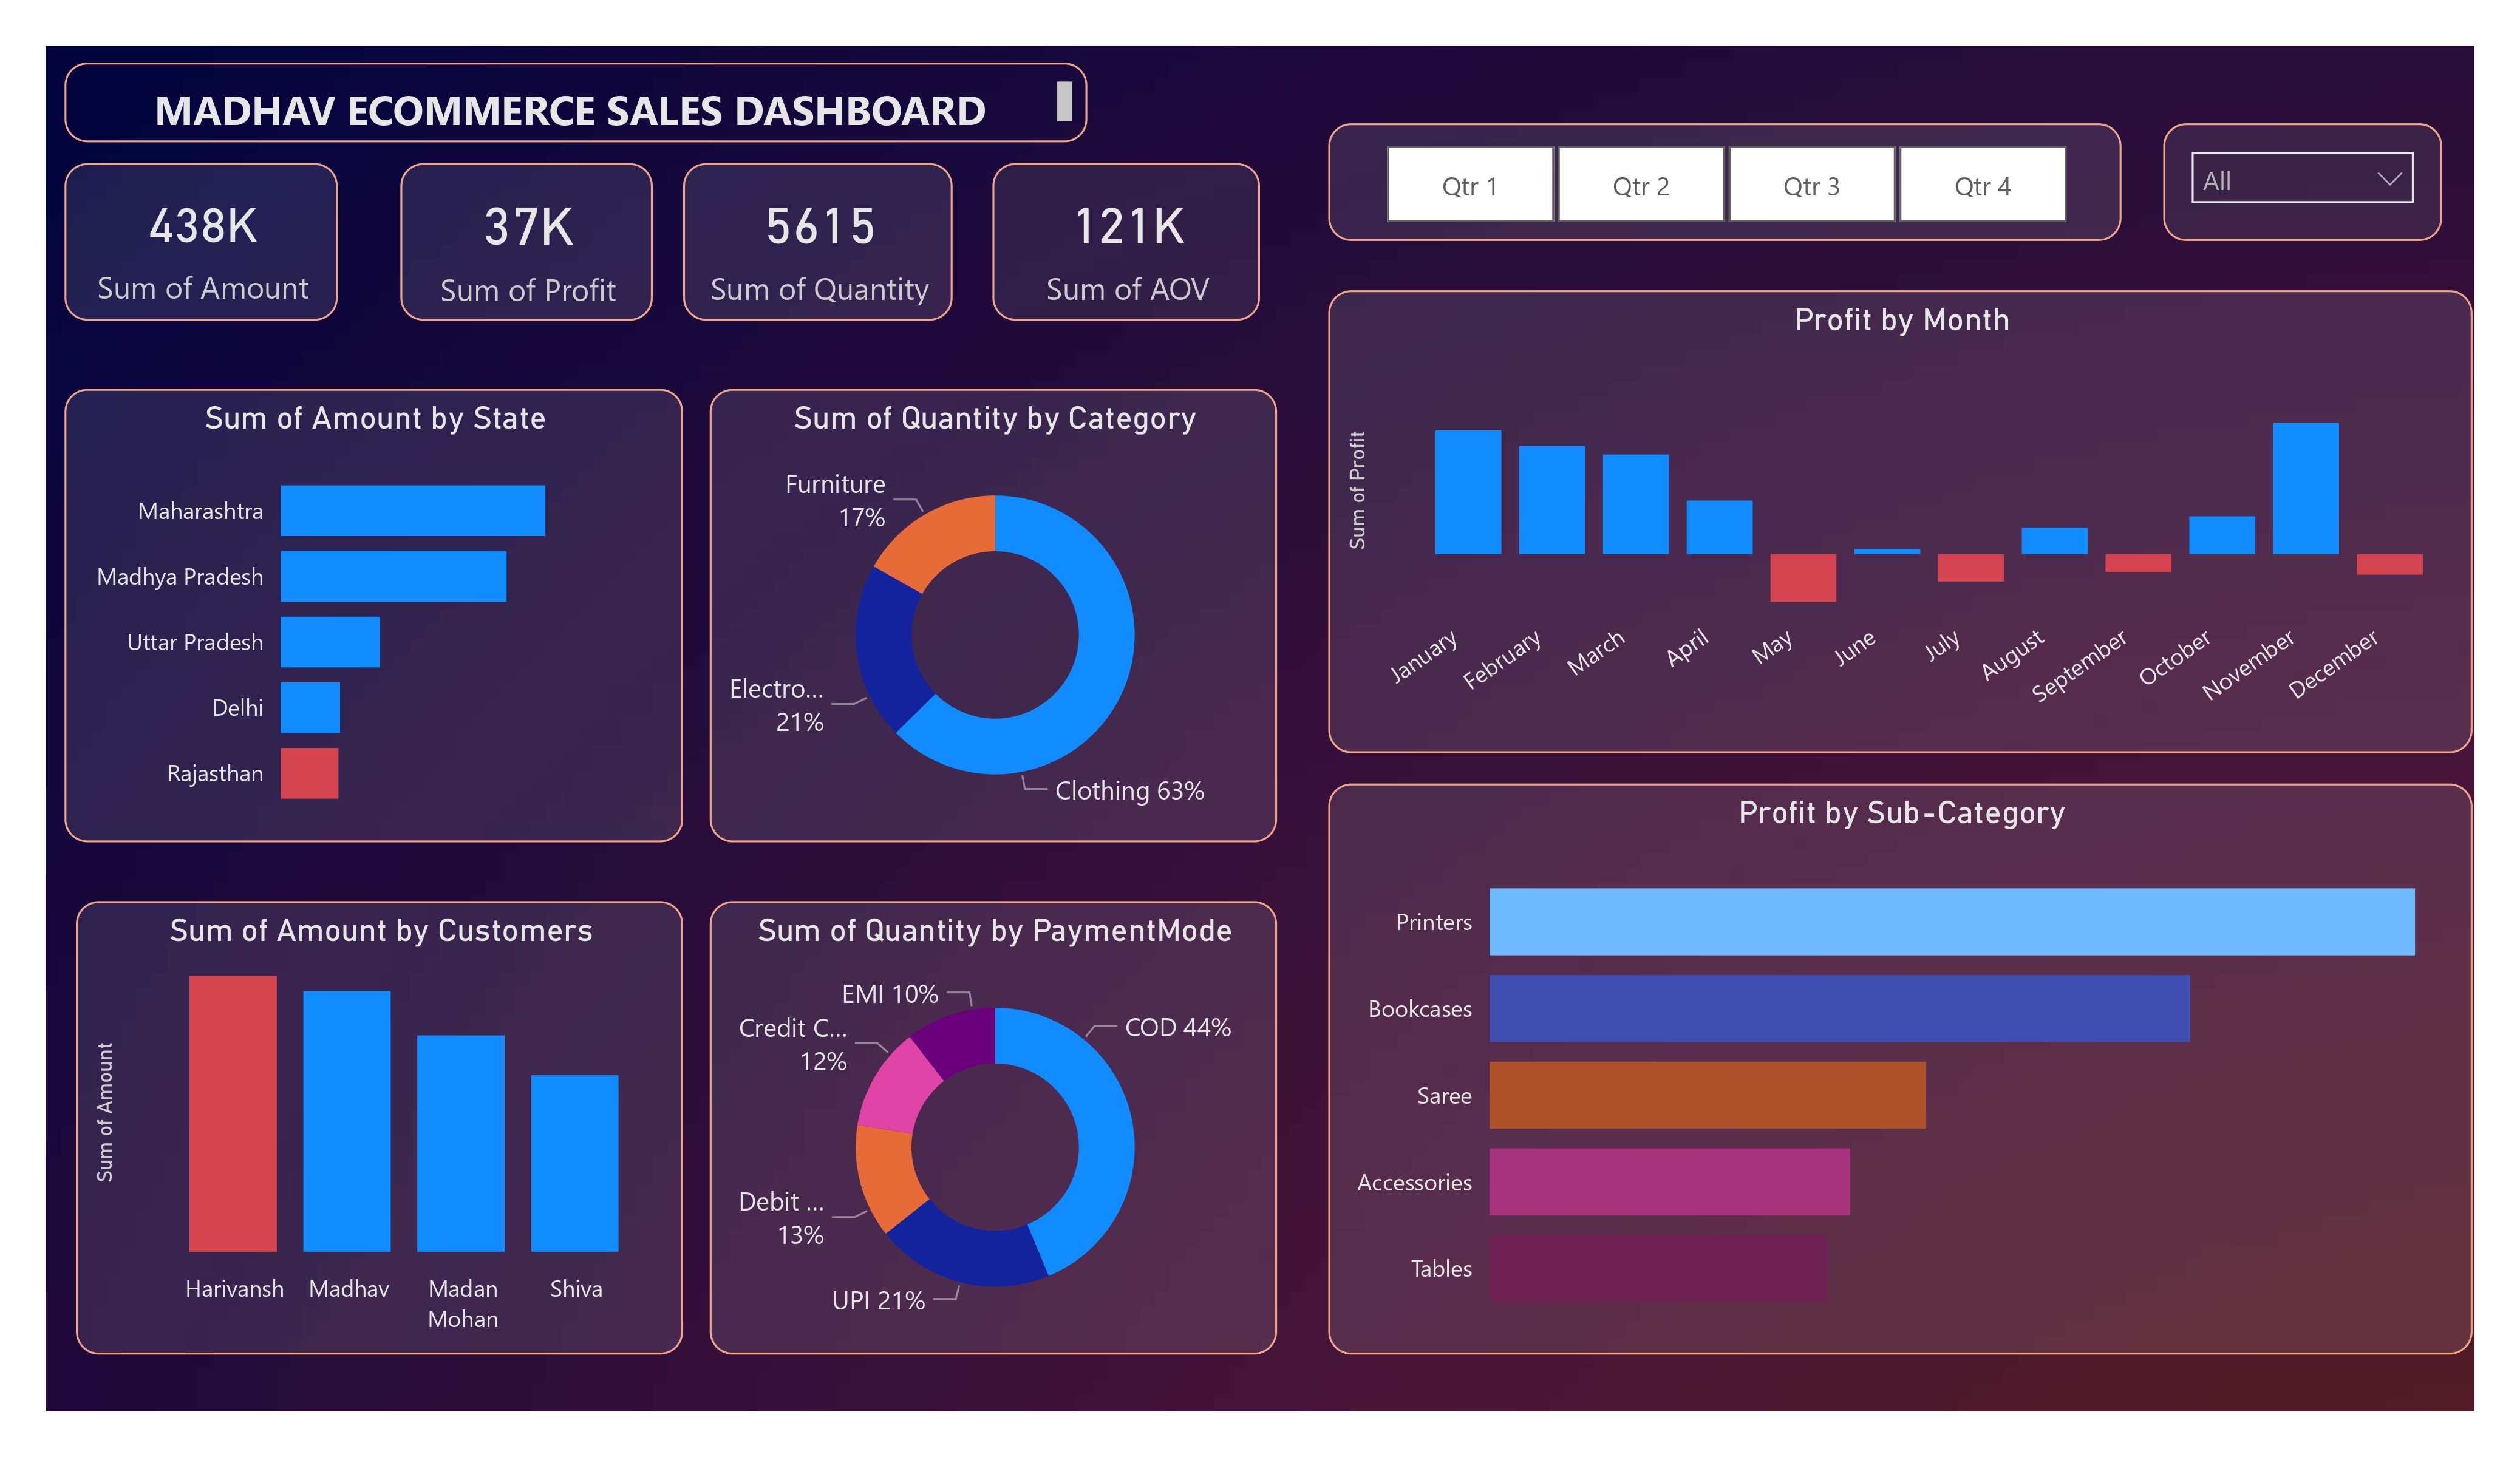 MADHAV ECOMMERCE SALES DASHBOARD
438K
Sum of Amount
37K
Sum of Profit
5615
Sum of Quantity
121K
Sum of AOV
Qtr 1
Qtr 2
Qtr 3
Qtr 4
All
Sum of Amount by State
Maharashtra
Madhya Pradesh
Uttar Pradesh
Delhi
Rajasthan
Sum of Quantity by Category
Furniture
17%
Electro...
21%
Clothing 63%
Profit by Month
Sum of Profit
January
February
March
April
May
June
July
August
September
October
November
December
Sum of Amount by Customers
Sum of Amount
Harivansh
Madhav
Madan
Mohan
Shiva
Sum of Quantity by PaymentMode
EMI 10%
Credit C...
12%
COD 44%
Debit ...
13%
UPI 21%
Profit by Sub-Category
Printers
Bookcases
Saree
Accessories
Tables